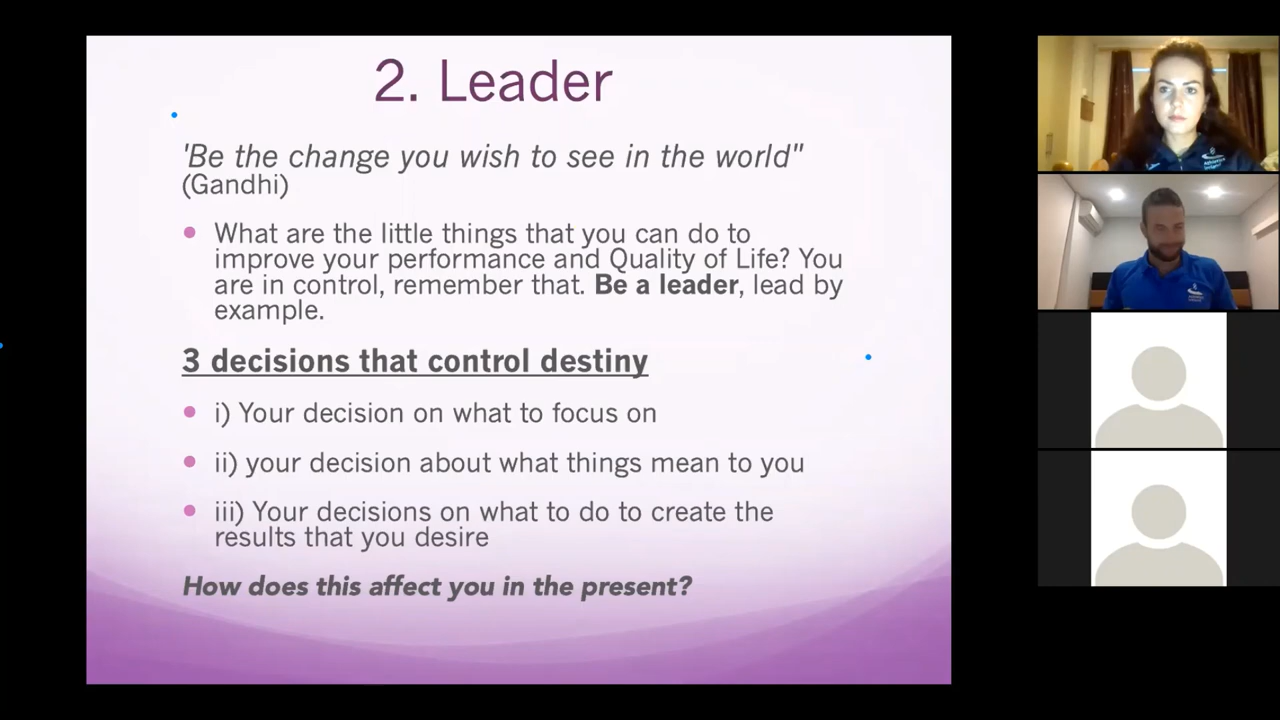 2. Leader
'Be the change you wish to see in the world"
(Gandhi)
• What are the little things that you can do to
improve your performance and Quality of Life? You
are in control, remember that. Be a leader, lead by
example.
3 decisions that control destiny
• i) Your decision on what to focus on
• ii) your decision about what things mean to you
• iii) Your decisions on what to do to create the
results that you desire
How does this affect you in the present?